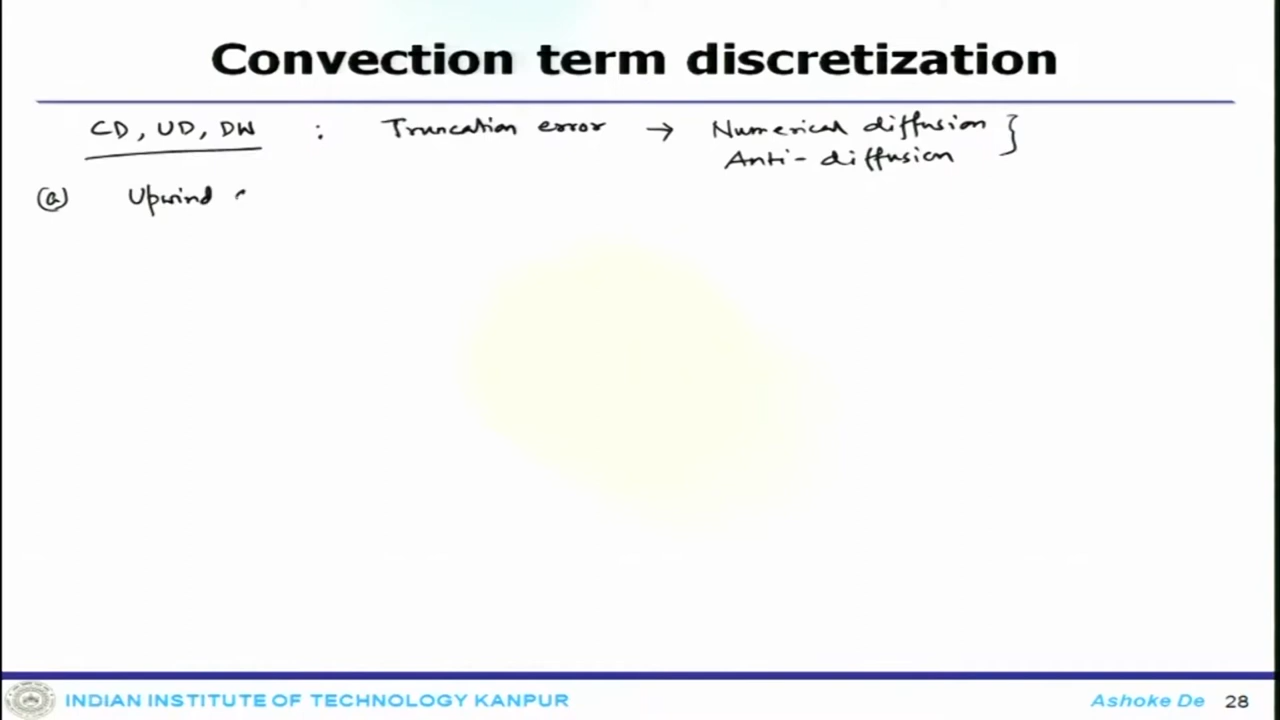 Convection term discretization
CD, UD, DW : Truncation error → Numerical diffusion }
Anti-diffusion
(a) Upwind
INDIAN INSTITUTE OF TECHNOLOGY KANPUR
Ashoke De 28